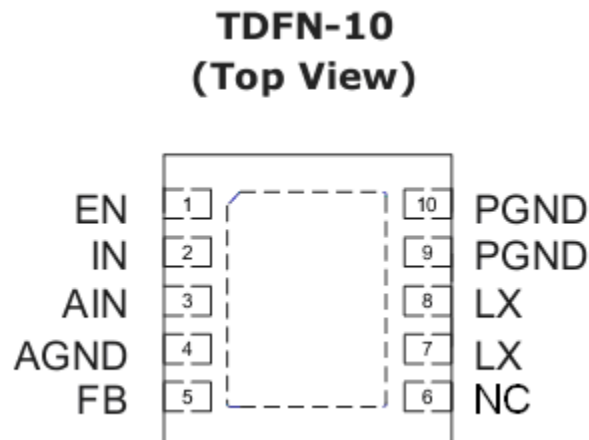 TDFN-10
(Top View)
EN 1 10 PGND
IN 2 9 PGND
AIN 3 8 LX
AGND 4 7 LX
FB 5 6 NC